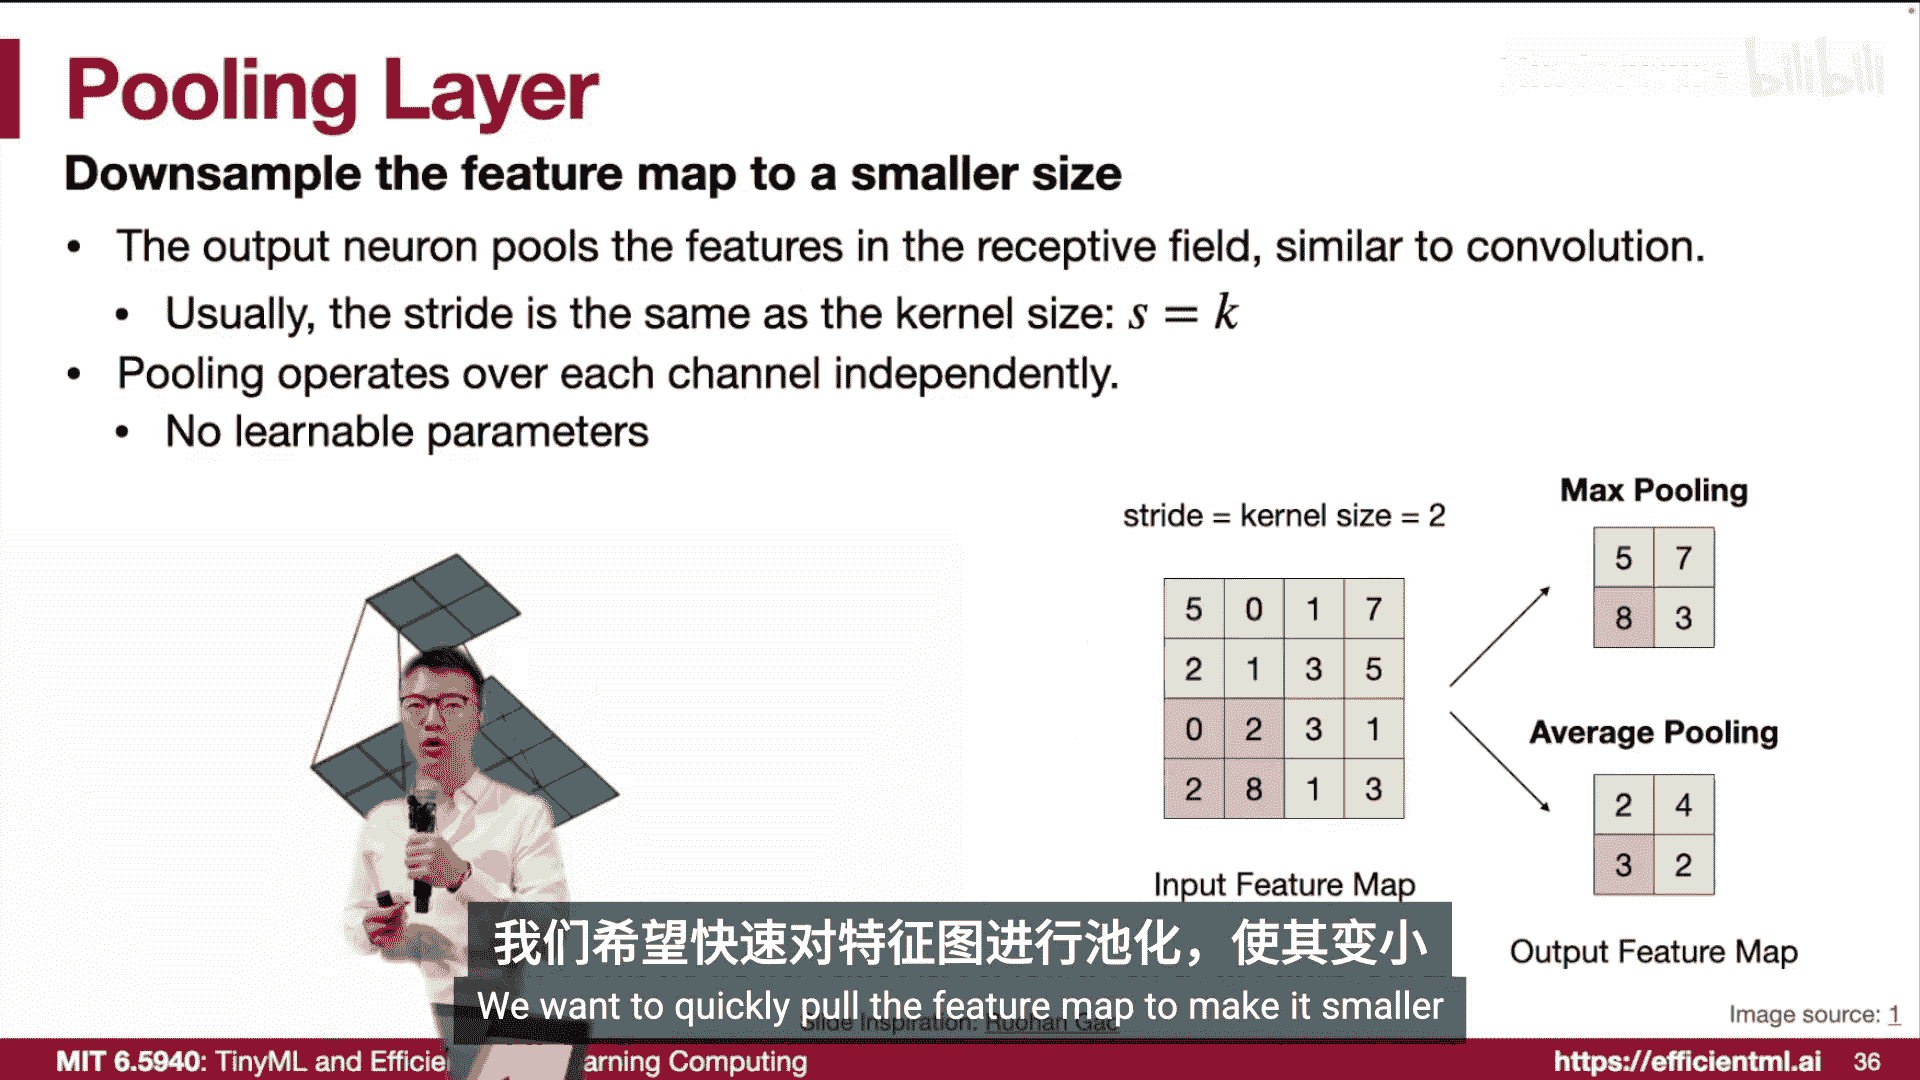 bilibili
Pooling Layer
Downsample the feature map to a smaller size
• The output neuron pools the features in the receptive field, similar to convolution.
• Usually, the stride is the same as the kernel size: s = k
• Pooling operates over each channel independently.
• No learnable parameters
stride = kernel size = 2
5 0 1 7
2 1 3 5
0 2 3 1
2 8 1 3
Input Feature Map
Max Pooling
5 7
8 3
Average Pooling
2 4
3 2
Output Feature Map
我们希望快速对特征图进行池化，使其变小
We want to quickly pull the feature map to make it smaller
Slide Inspiration: Ruohan Gao
Image source: 1
MIT 6.5940: TinyML and Efficie arning Computing
https://efficientml.ai 36